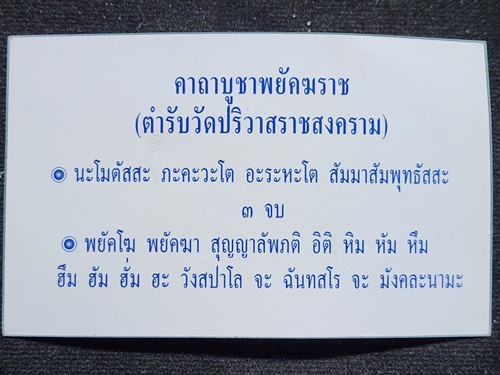 คาถาบูชาพยัคฆราช
(ตำรับวัดปริวาสราชสงคราม)
นะโมตัสสะ ภะคะวะโต อะระหะโต สัมมาสัมพุทธัสสะ
๓ จบ
พยัคโฆ พยัคฆา สุญญาลัพภติ อิติ หิม หัม หึม
ฮึม ฮัม ฮั่ม ฮะ วังสปาโล จะ ฉันทสโร จะ มังคละนามะ